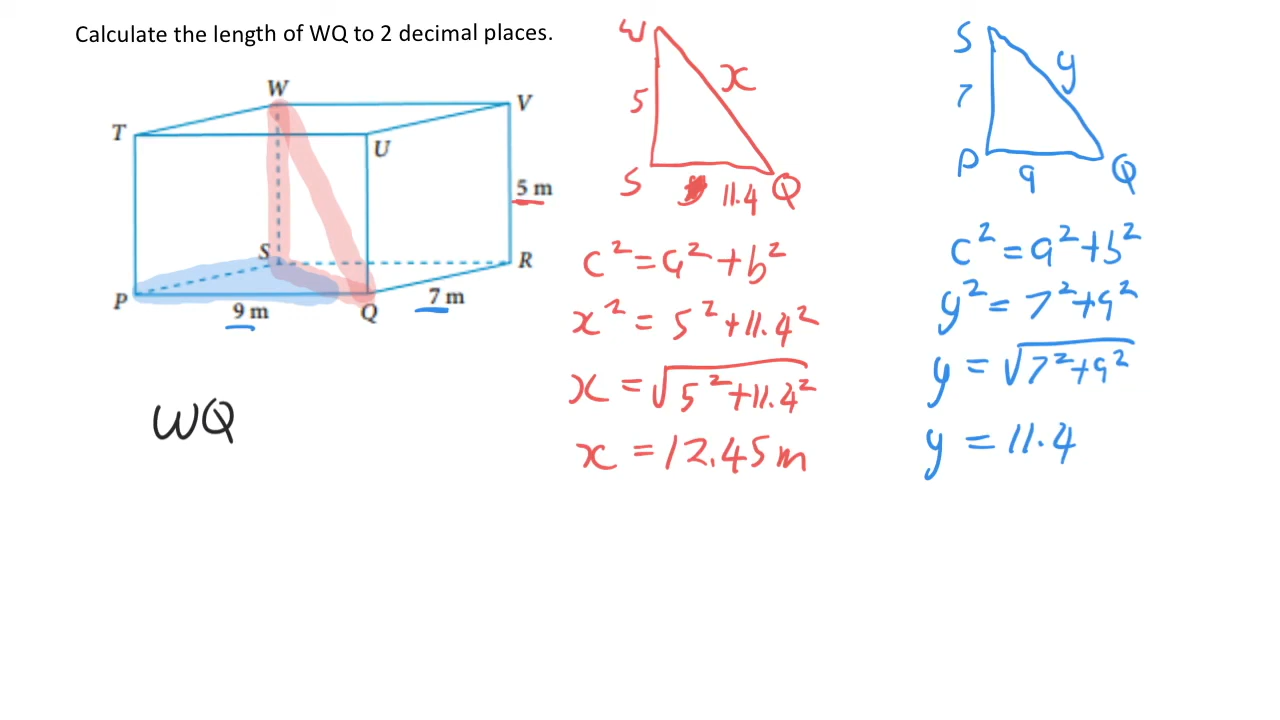 Calculate the length of WQ to 2 decimal places.
W
T
V
U
5 m
S
R
P
9 m
Q
7 m
WQ
W
x
5
S
11.4
Q
c²=a²+b²
x² = 5²+11.4²
x = √5²+11.4²
x = 12.45m
S
y
7
P
9
Q
c²=a²+b²
y² = 7²+9²
y = √7²+9²
y = 11.4